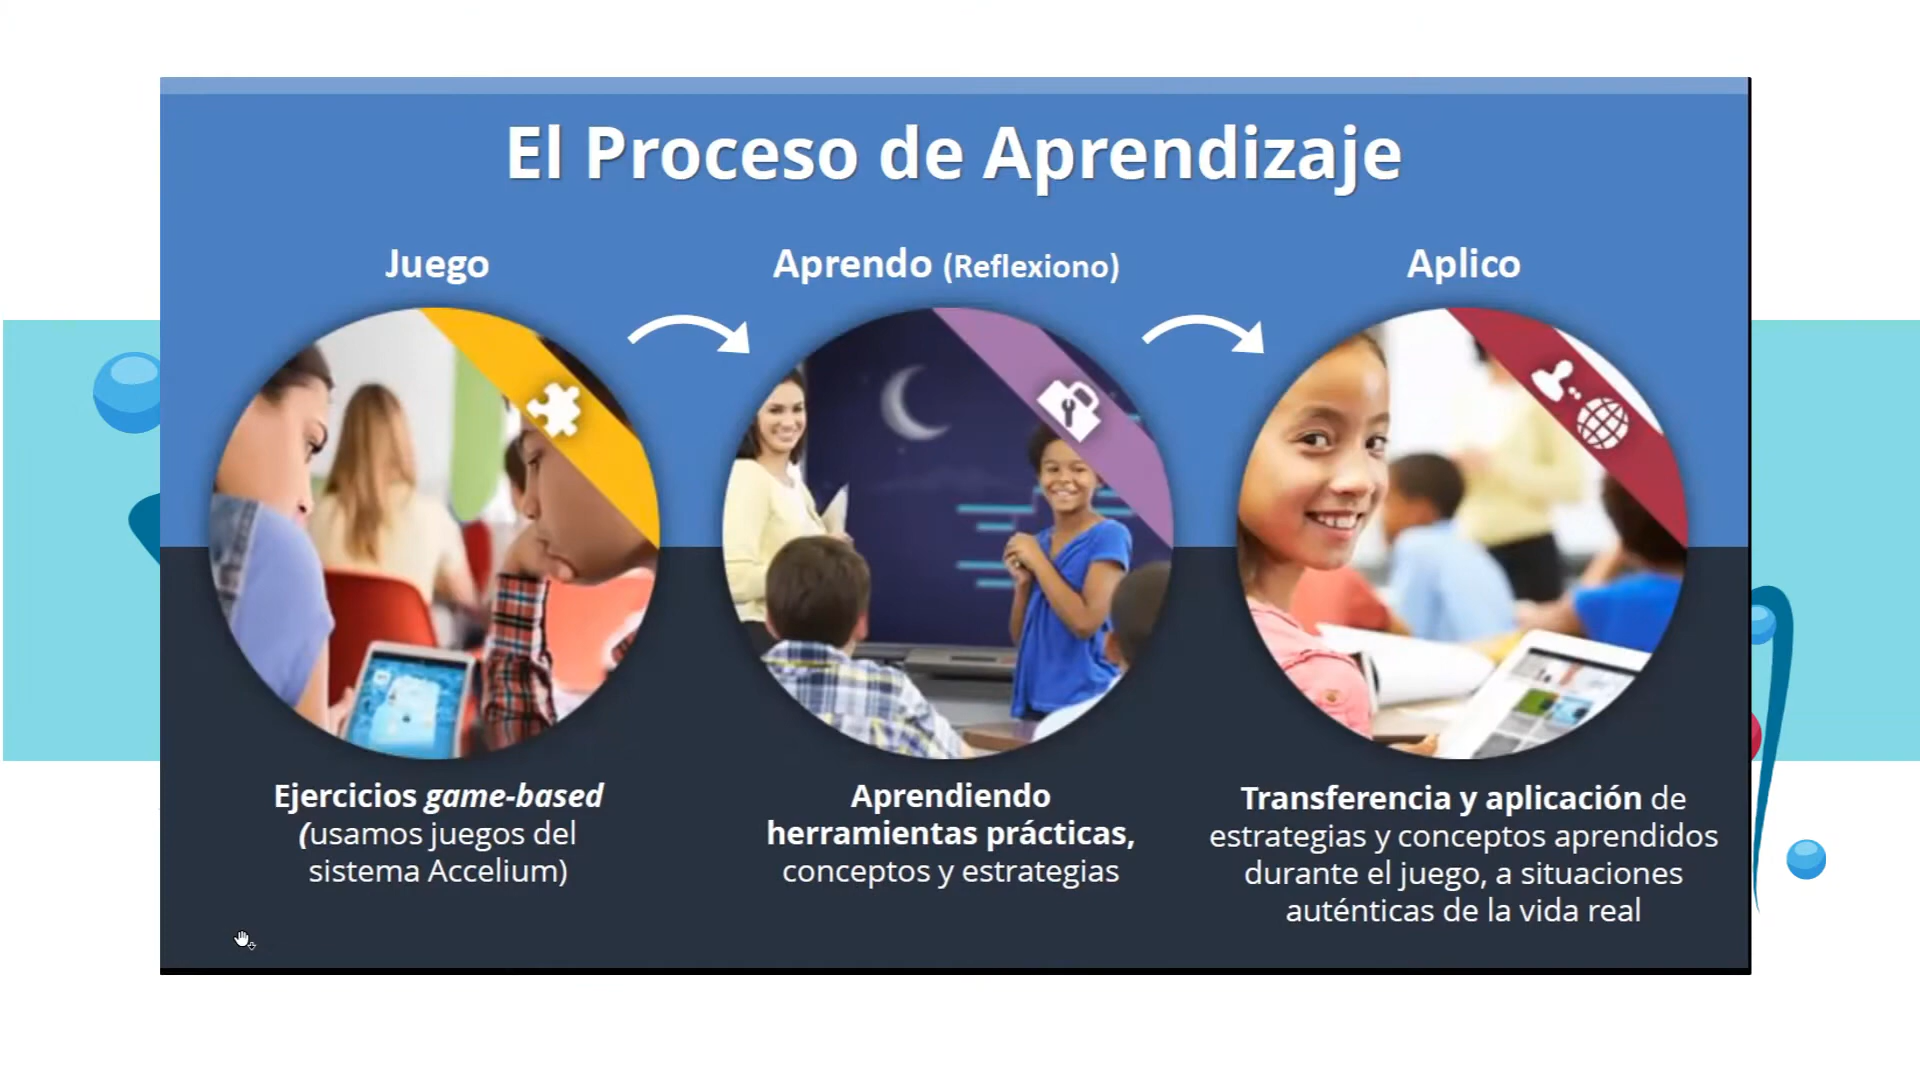 El Proceso de Aprendizaje
Juego
Aprendo (Reflexiono)
Aplico
Ejercicios game-based
(usamos juegos del
sistema Accelium)
Aprendiendo
herramientas prácticas,
conceptos y estrategias
Transferencia y aplicación de
estrategias y conceptos aprendidos
durante el juego, a situaciones
auténticas de la vida real